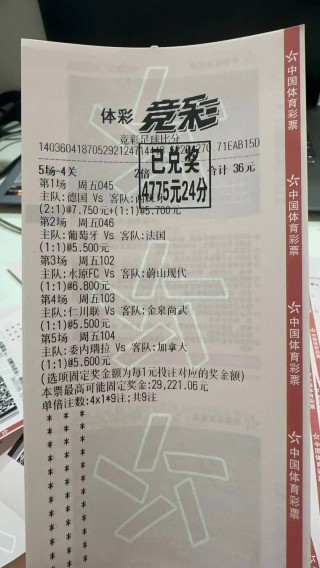 体彩 竞彩
竞彩足球比分
71EAB15D
5场-4关 2倍 合计 36元
已兑奖
4775元24分
第1场 周五045
主队:德国 Vs 客队:
(2:1)@7.750元+(1:1)@5.700元
第2场 周五046
主队:葡萄牙 Vs 客队:法国
(1:1)@5.500元
第3场 周五102
主队:水原FC Vs 客队:蔚山现代
(1:1)@6.800元
第4场 周五103
主队:仁川联 Vs 客队:金泉尚武
(1:1)@5.500元
第5场 周五104
主队:委内瑞拉 Vs 客队:加拿大
(1:1)@5.600元
(选项固定奖金额为每1元投注对应的奖金额)
本票最高可能固定奖金:29,221.06元
单倍注数:4x1*9注;共9注
中国体育彩票
中国体育彩票
中国体育彩票
中国体育彩票